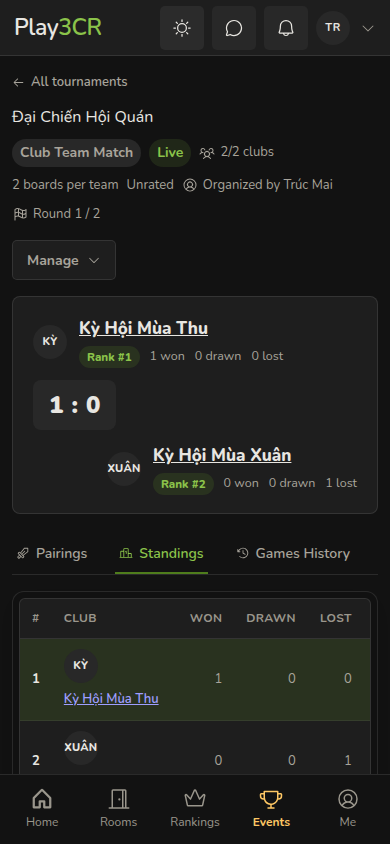 Play3CR
TR
← All tournaments
Đại Chiến Hội Quán
Club Team Match Live 2/2 clubs
2 boards per team Unrated Organized by Trúc Mai
Round 1 / 2
Manage
KỲ Kỳ Hội Mùa Thu
Rank #1 1 won 0 drawn 0 lost
1 : 0
XUÂN Kỳ Hội Mùa Xuân
Rank #2 0 won 0 drawn 1 lost
Pairings Standings Games History
# CLUB WON DRAWN LOST
KỲ
1 1 0 0
Kỳ Hội Mùa Thu
XUÂN
2 0 0 1
Home Rooms Rankings Events Me